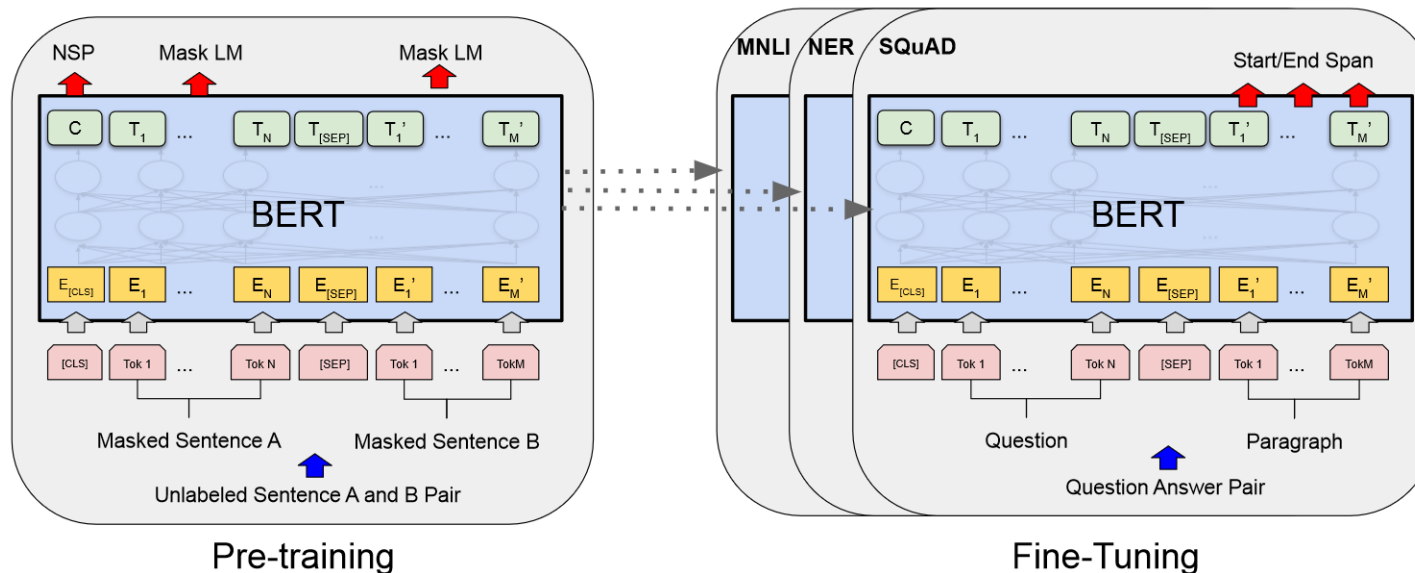 NSP Mask LM Mask LM
C T1 ... TN T[SEP] T1' ... TM'
...
BERT
...
E[CLS] E1 ... EN E[SEP] E1' ... EM'
[CLS] Tok 1 ... Tok N [SEP] Tok 1 ... TokM
Masked Sentence A Masked Sentence B
Unlabeled Sentence A and B Pair
Pre-training
MNLI NER SQuAD
Start/End Span
C T1 ... TN T[SEP] T1' ... TM'
...
BERT
...
E[CLS] E1 ... EN E[SEP] E1' ... EM'
[CLS] Tok 1 ... Tok N [SEP] Tok 1 ... TokM
Question Paragraph
Question Answer Pair
Fine-Tuning